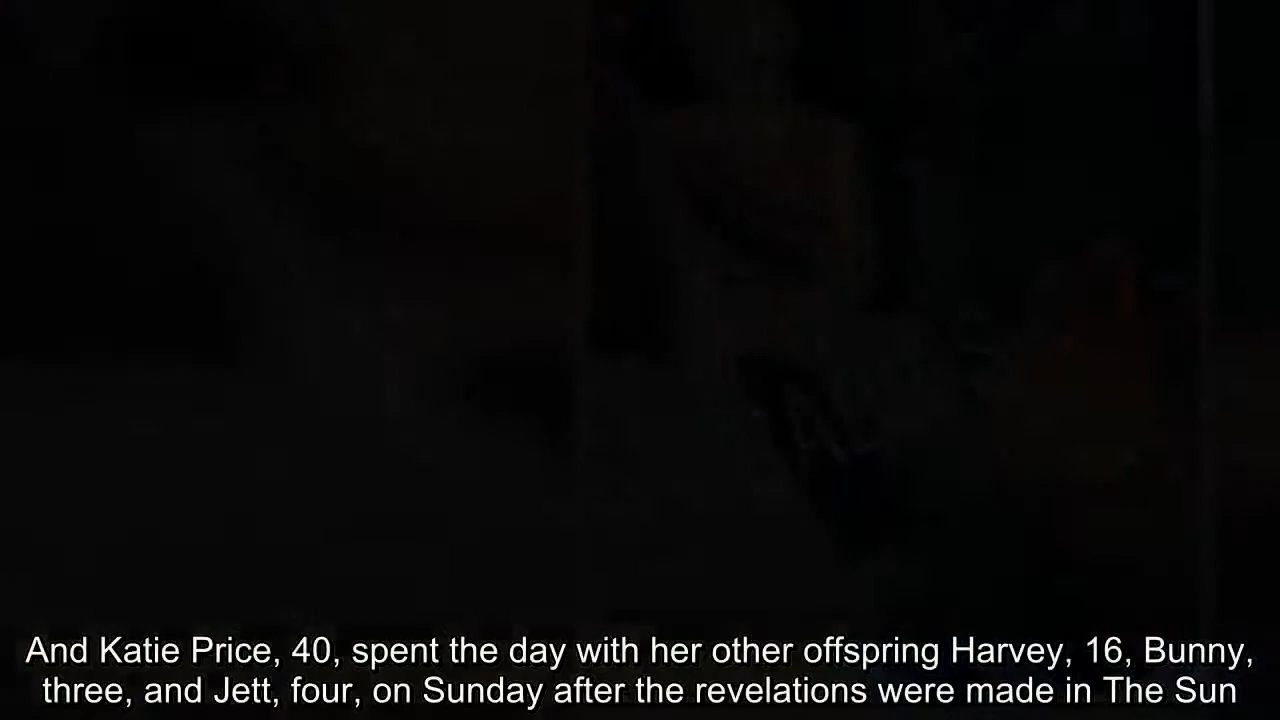 And Katie Price, 40, spent the day with her other offspring Harvey, 16, Bunny,
three, and Jett, four, on Sunday after the revelations were made in The Sun